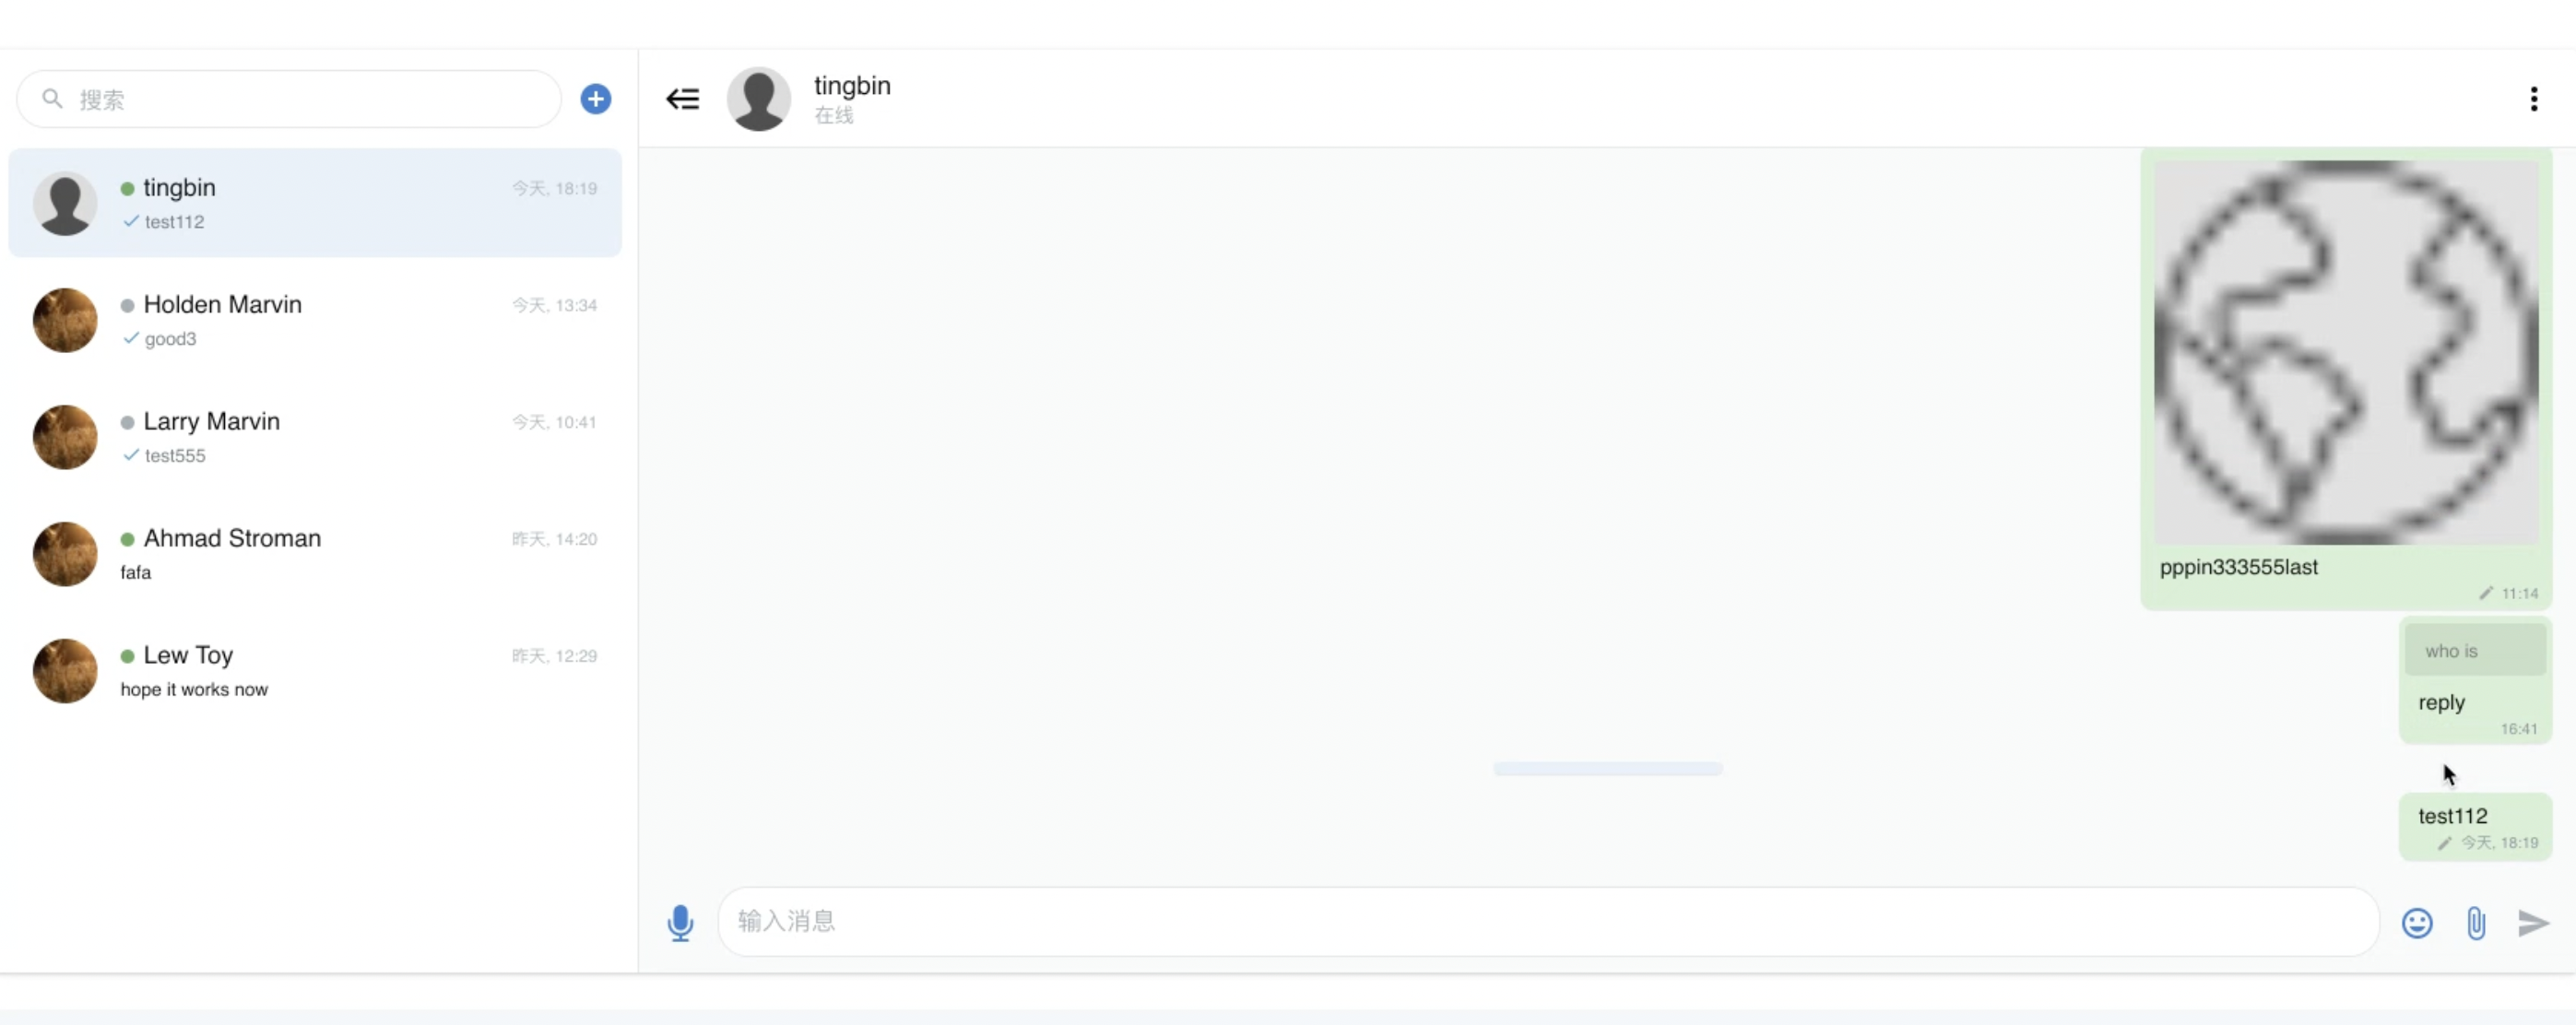 搜索
tingbin
今天, 18:19
test112
Holden Marvin
今天, 13:34
good3
Larry Marvin
今天, 10:41
test555
Ahmad Stroman
昨天, 14:20
fafa
Lew Toy
昨天, 12:29
hope it works now
tingbin
在线
pppin333555last
11:14
who is
reply
16:41
test112
今天, 18:19
输入消息